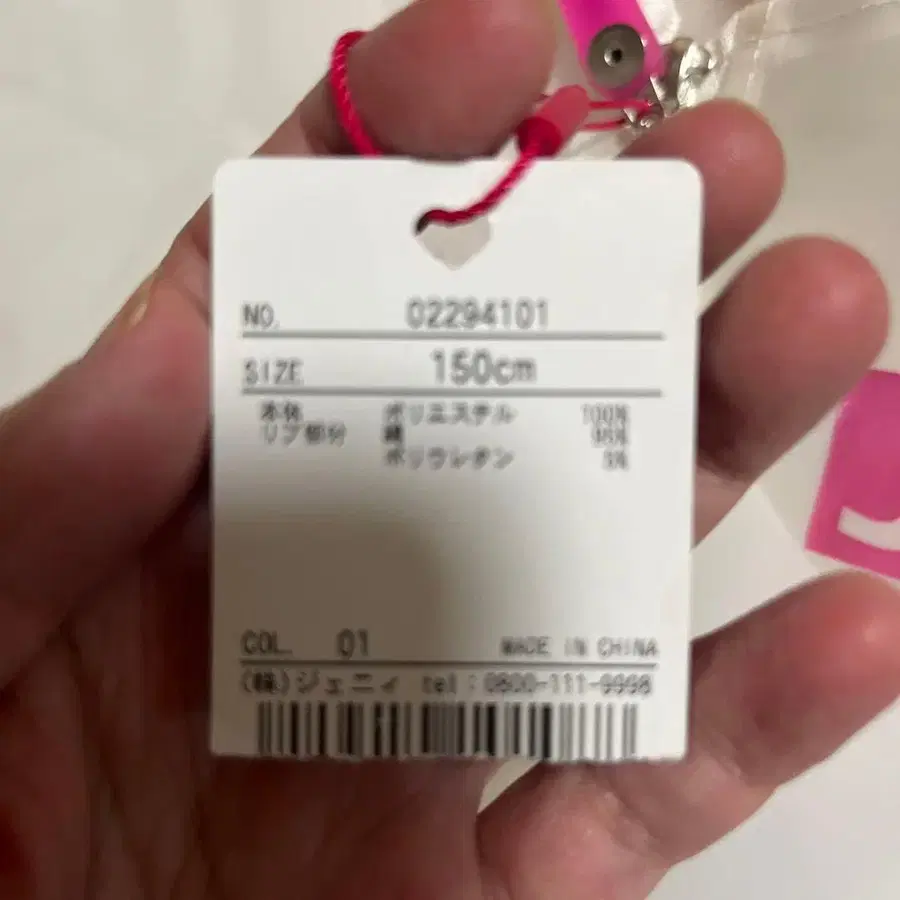 NO. 02294101
SIZE 150cm
本体 ポリエステル 100%
リブ部分 綿 95%
ポリウレタン 5%
COL. 01 MADE IN CHINA
(株)ジェニィ tel:0800-111-9998